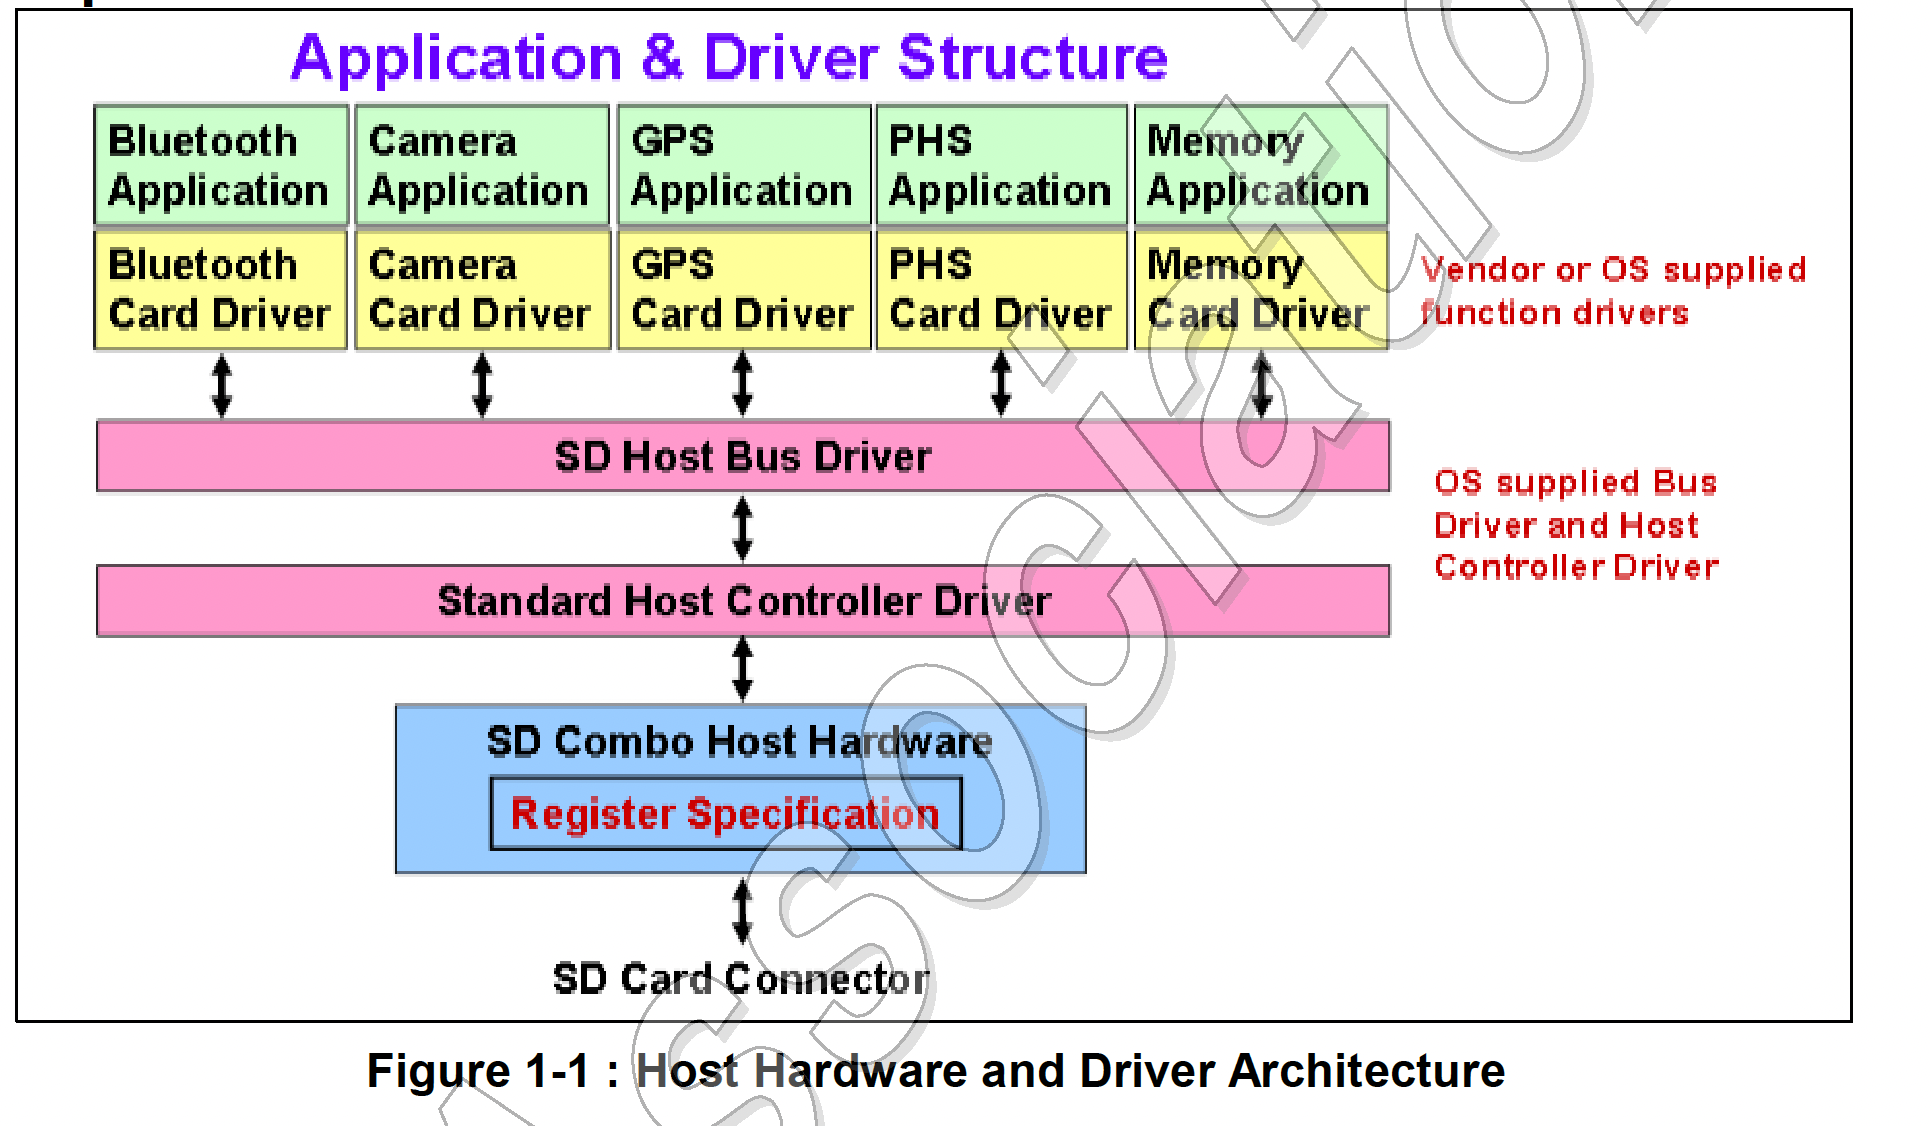 Application & Driver Structure
Bluetooth
Application
Camera
Application
GPS
Application
PHS
Application
Memory
Application
Bluetooth
Card Driver
Camera
Card Driver
GPS
Card Driver
PHS
Card Driver
Memory
Card Driver
Vendor or OS supplied
function drivers
SD Host Bus Driver
OS supplied Bus
Driver and Host
Controller Driver
Standard Host Controller Driver
SD Combo Host Hardware
Register Specification
SD Card Connector
Figure 1-1 : Host Hardware and Driver Architecture